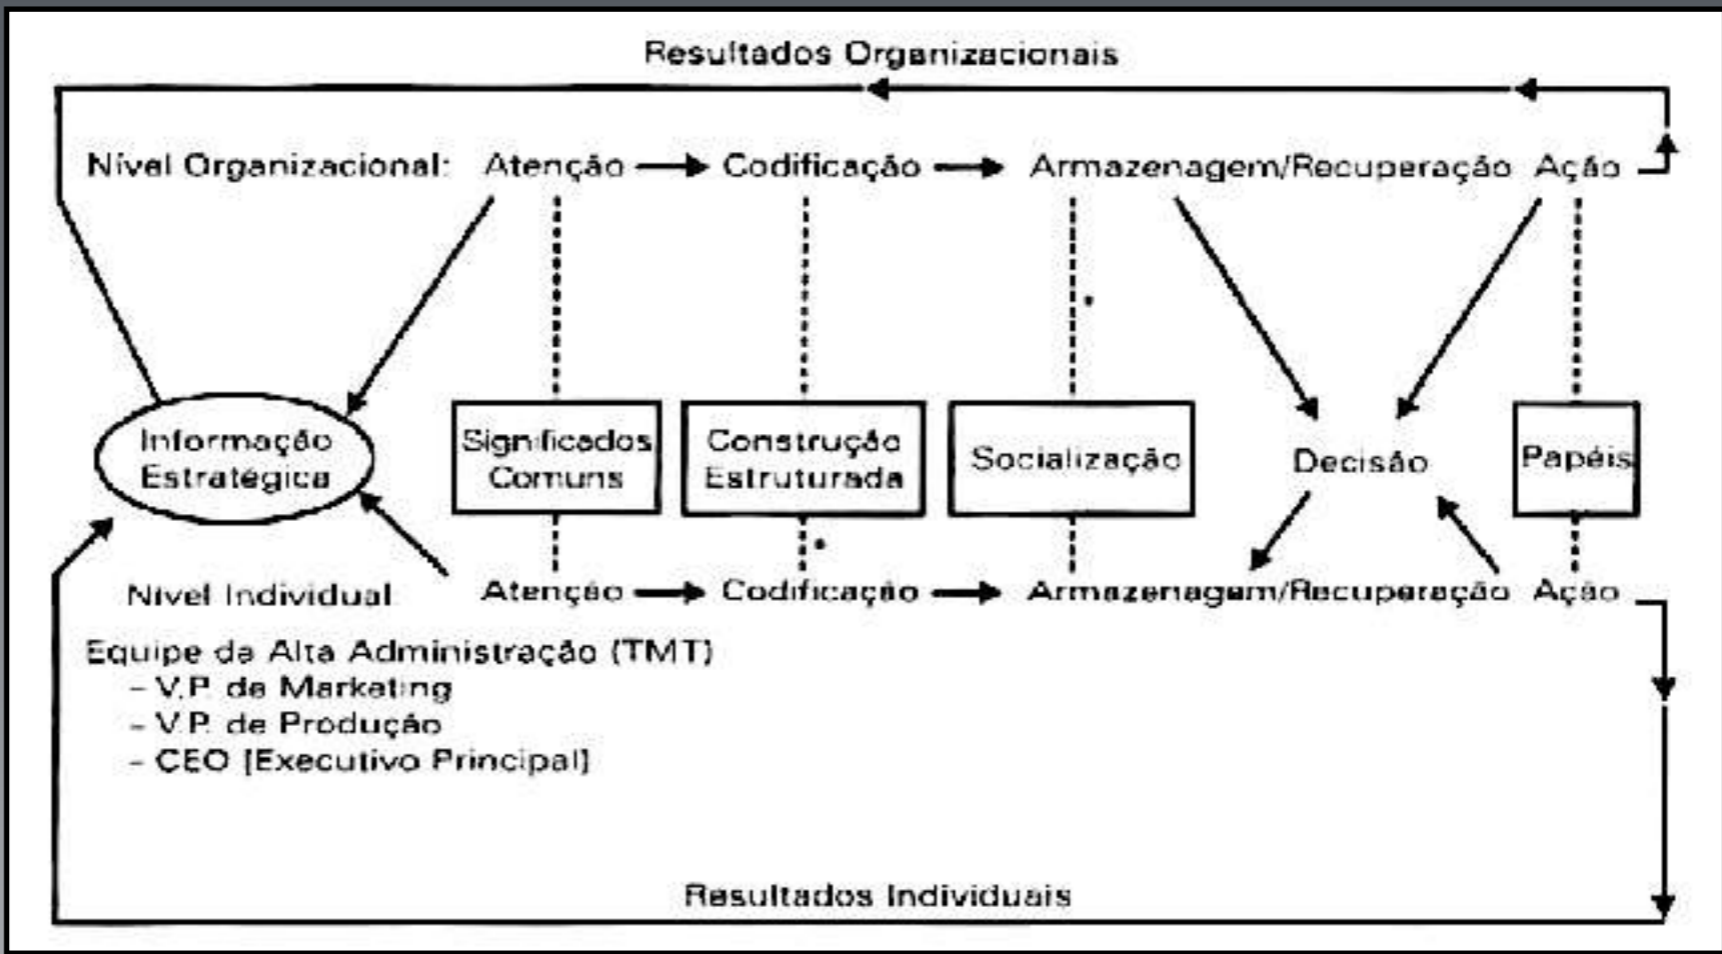 Resultados Organizacionais
Nível Organizacional: Atenção Codificação Armazenagem/Recuperação Ação
Informação
Estratégica
Significados
Comuns
Construção
Estruturada
Socialização
Decisão
Papéis
Nível Individual Atenção Codificação Armazenagem/Recuperação Ação
Equipe da Alta Administração (TMT)
– V.P. de Marketing
– V.P. de Produção
– CEO [Executivo Principal]
Resultados Individuais